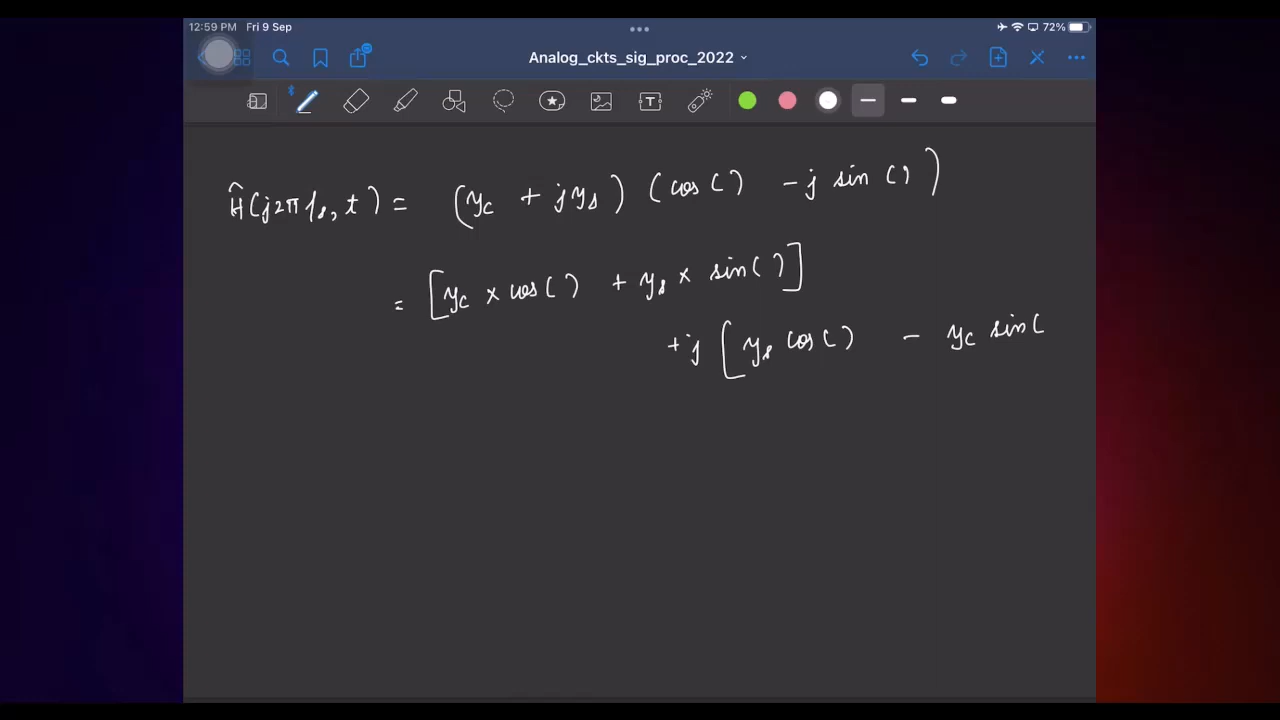 12:59 PM Fri 9 Sep
72%
Analog_ckts_sig_proc_2022
Ĥ(j2πf_s, t) = (y_c + j y_s) (cos( ) - j sin( ))
= [y_c × cos( ) + y_s × sin( )]
+ j [y_s cos( ) - y_c sin(